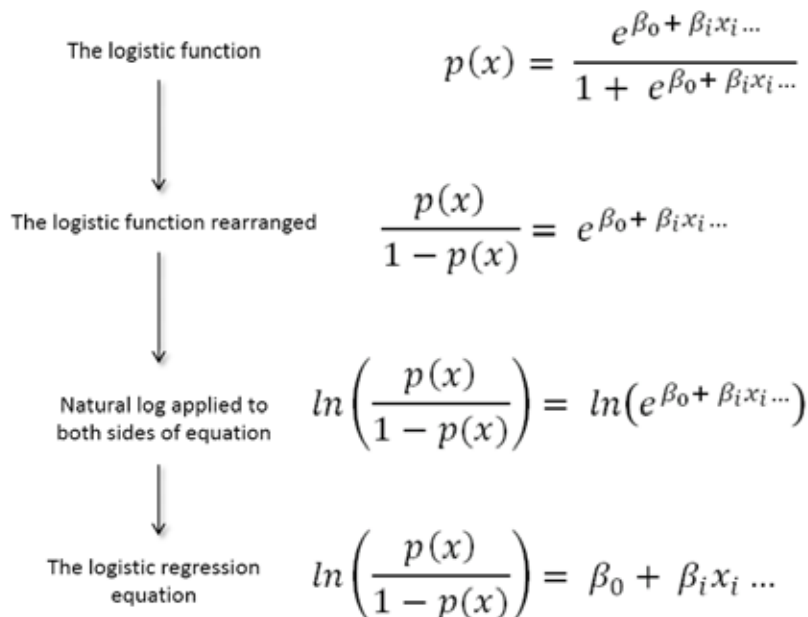 The logistic function
p(x) = e^{β₀ + βᵢxᵢ…} / (1 + e^{β₀ + βᵢxᵢ…})
The logistic function rearranged
p(x) / (1 − p(x)) = e^{β₀ + βᵢxᵢ…}
Natural log applied to
both sides of equation
ln(p(x) / (1 − p(x))) = ln(e^{β₀ + βᵢxᵢ…})
The logistic regression
equation
ln(p(x) / (1 − p(x))) = β₀ + βᵢxᵢ …